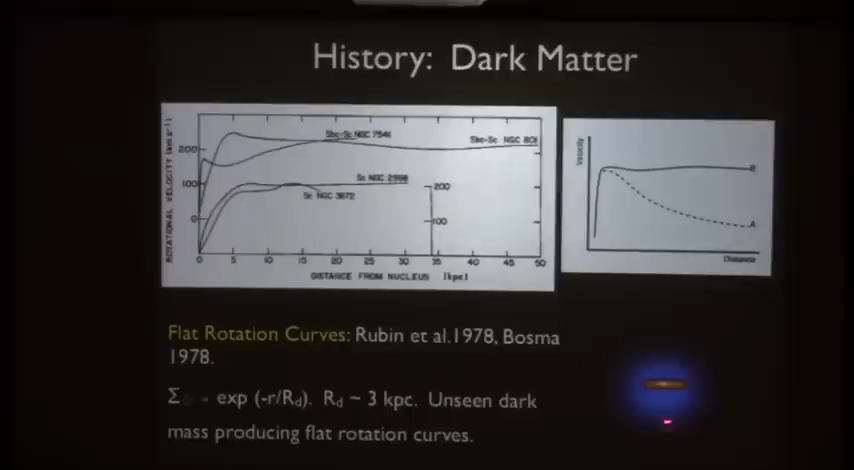 History: Dark Matter
ROTATIONAL VELOCITY (km s⁻¹)
200
100
0
Sbc-Sc NGC 7541
Sbc-Sc NGC 801
Sc NGC 2998
Sc NGC 3672
200
100
0 5 10 15 20 25 30 35 40 45 50
DISTANCE FROM NUCLEUS (kpc)
Velocity
B
A
Distance
Flat Rotation Curves: Rubin et al.1978, Bosma
1978.
Σ exp (-r/Rd). Rd ~ 3 kpc. Unseen dark
mass producing flat rotation curves.